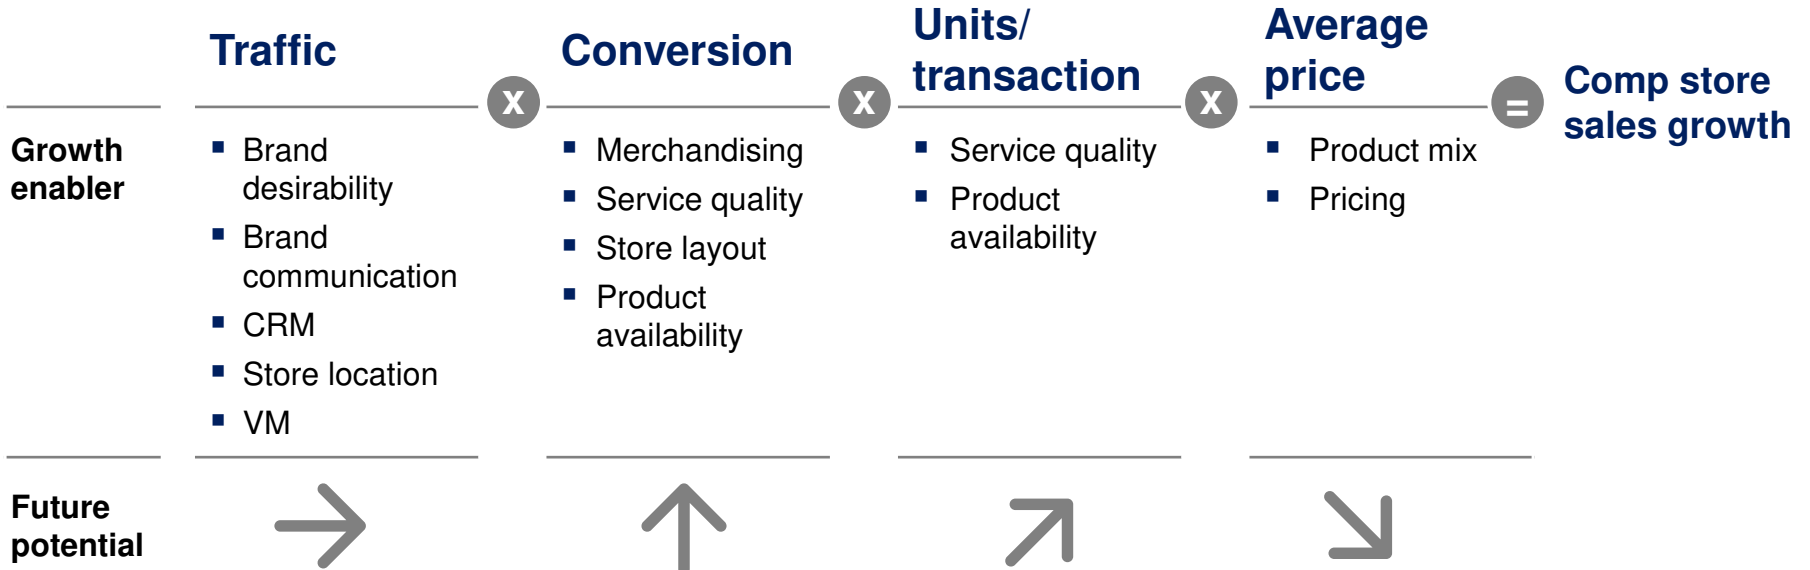 Traffic
Conversion
Units/
transaction
Average
price
x
x
x
=
Comp store
sales growth
Growth
enabler
▪ Brand
desirability
▪ Brand
communication
▪ CRM
▪ Store location
▪ VM
▪ Merchandising
▪ Service quality
▪ Store layout
▪ Product
availability
▪ Service quality
▪ Product
availability
▪ Product mix
▪ Pricing
Future
potential